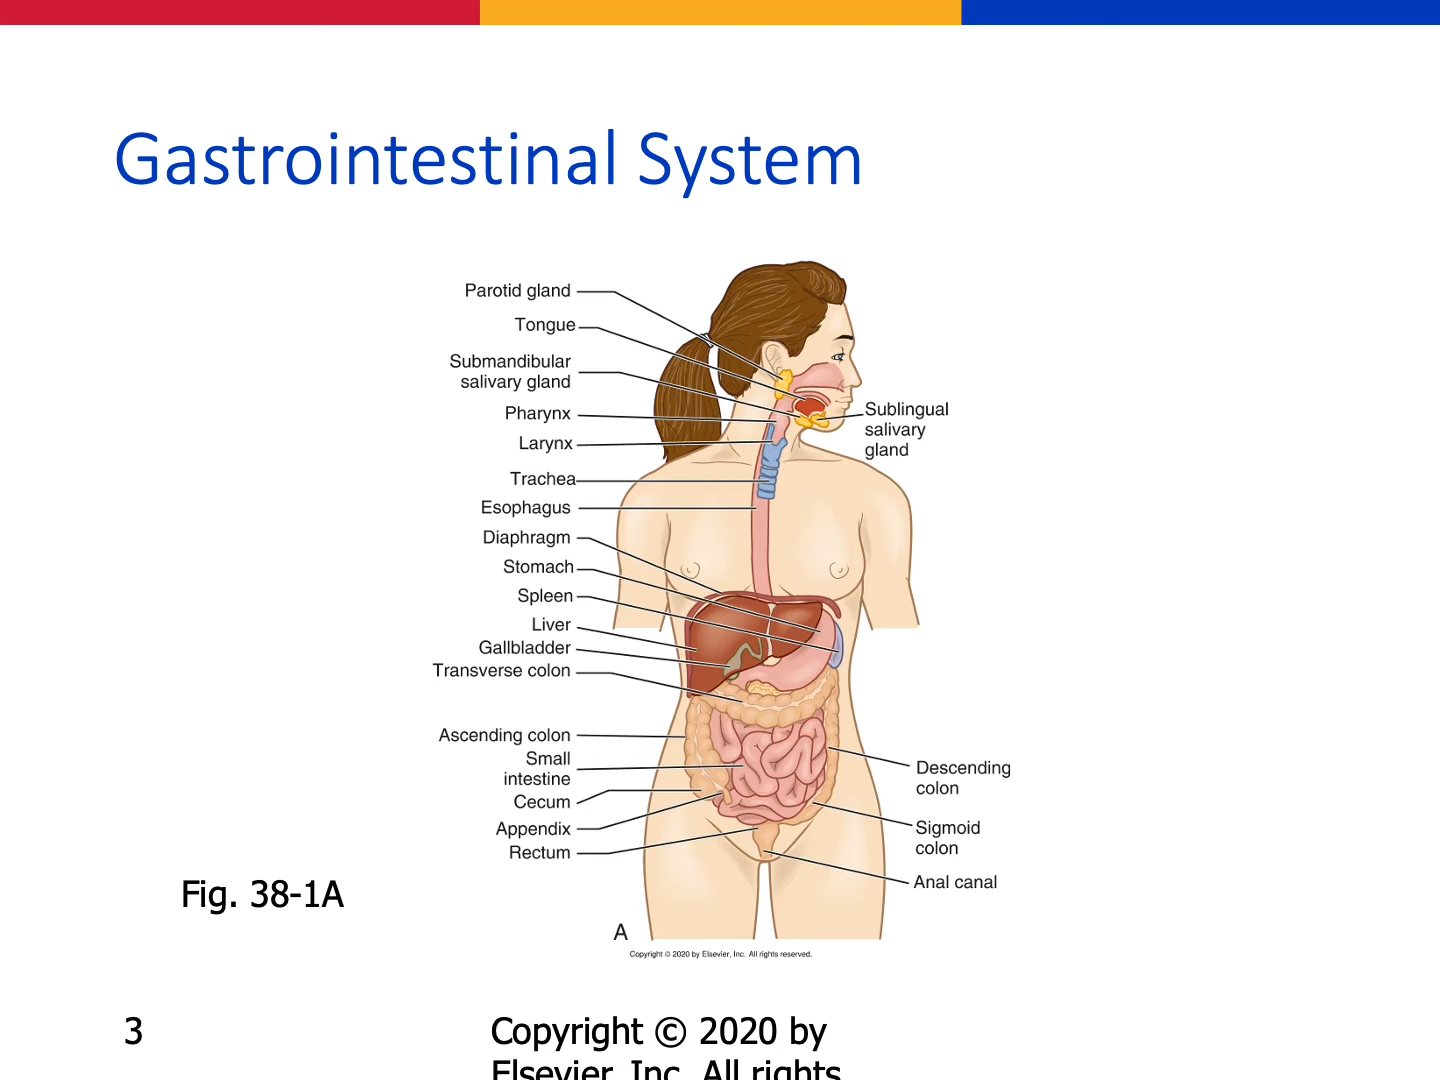 Gastrointestinal System
Parotid gland
Tongue
Submandibular
salivary gland
Pharynx
Larynx
Trachea
Esophagus
Diaphragm
Stomach
Spleen
Liver
Gallbladder
Transverse colon
Ascending colon
Small
intestine
Cecum
Appendix
Rectum
Sublingual
salivary
gland
Descending
colon
Sigmoid
colon
Anal canal
Fig. 38-1A
A
Copyright © 2020 by Elsevier, Inc. All rights reserved.
3
Copyright © 2020 by
Elsevier, Inc. All rights